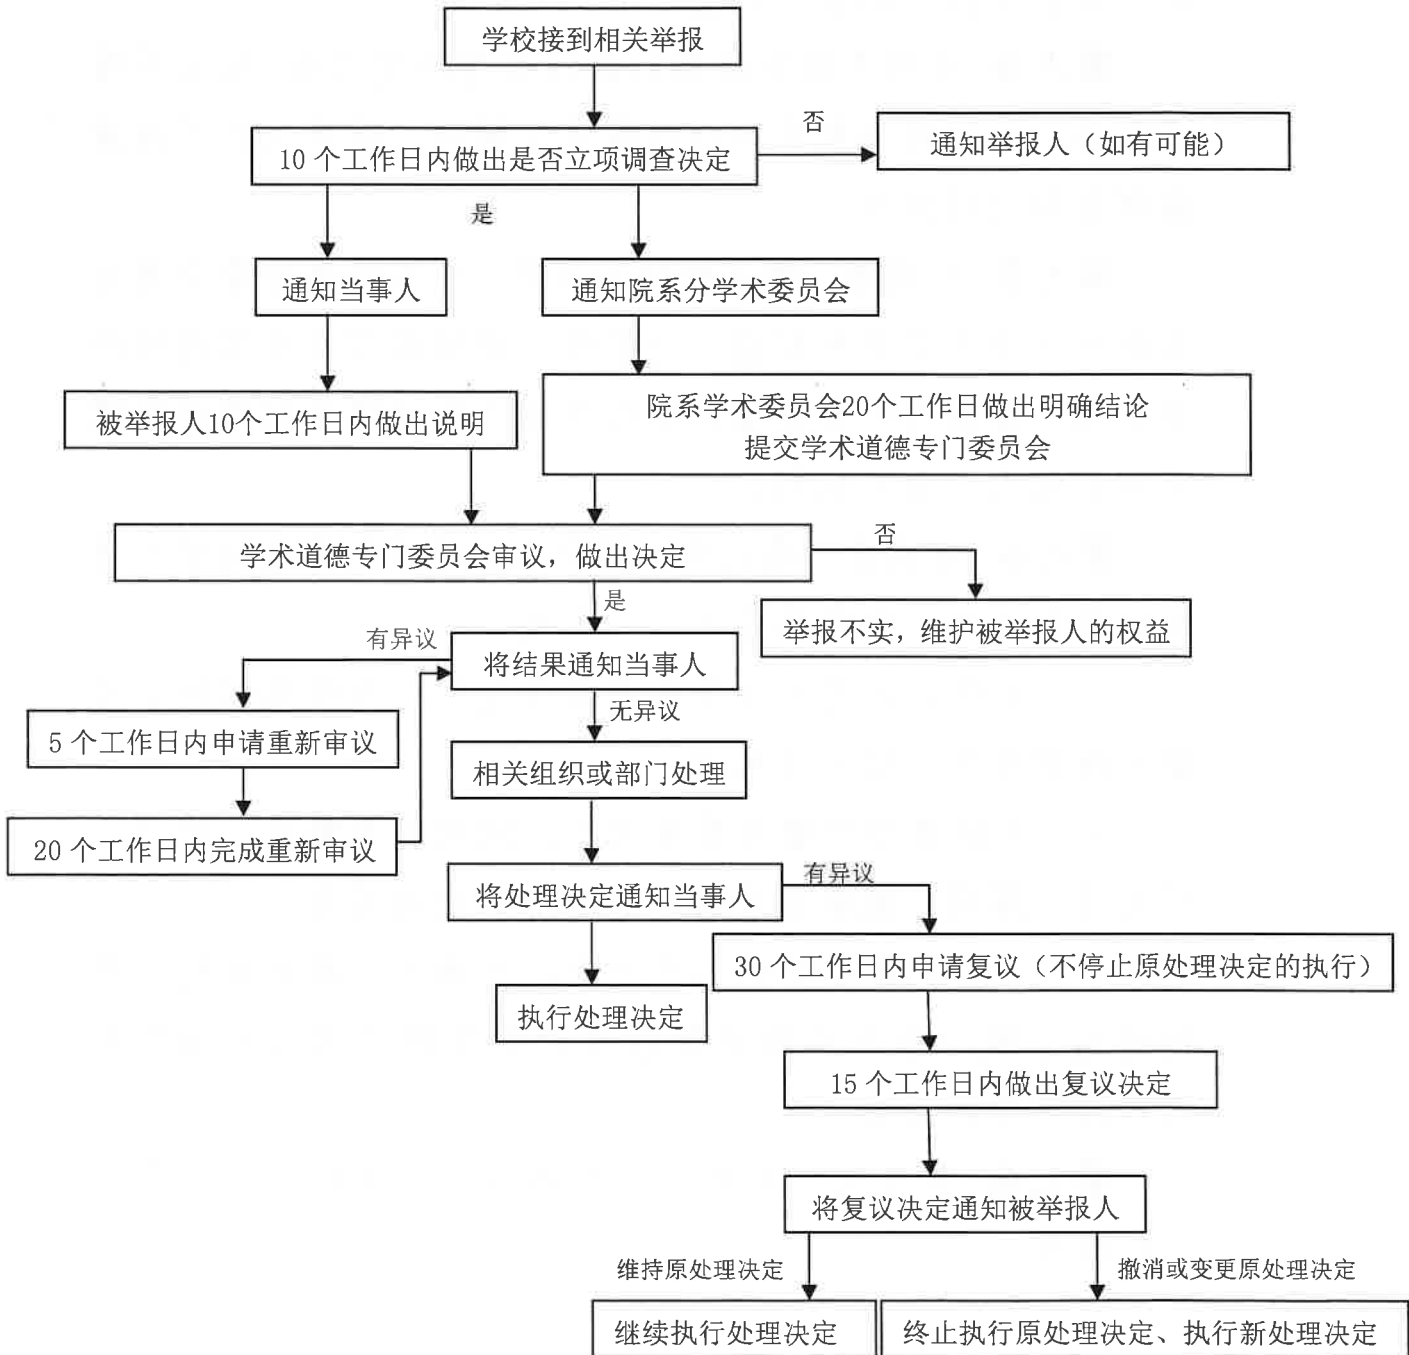 学校接到相关举报
10 个工作日内做出是否立项调查决定
否
通知举报人（如有可能）
是
通知当事人
通知院系分学术委员会
被举报人10个工作日内做出说明
院系学术委员会20个工作日做出明确结论
提交学术道德专门委员会
学术道德专门委员会审议，做出决定
否
是
举报不实，维护被举报人的权益
有异议
将结果通知当事人
无异议
5 个工作日内申请重新审议
相关组织或部门处理
20 个工作日内完成重新审议
将处理决定通知当事人
有异议
30 个工作日内申请复议（不停止原处理决定的执行）
执行处理决定
15 个工作日内做出复议决定
将复议决定通知被举报人
维持原处理决定
撤消或变更原处理决定
继续执行处理决定
终止执行原处理决定、执行新处理决定